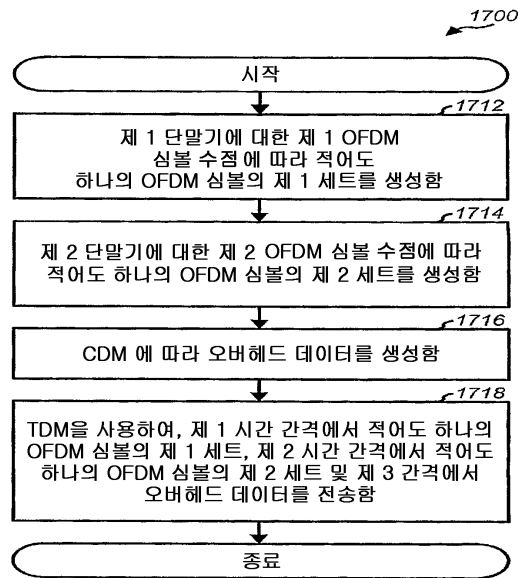 1700
시작
1712
제 1 단말기에 대한 제 1 OFDM
심볼 수점에 따라 적어도
하나의 OFDM 심볼의 제 1 세트를 생성함
1714
제 2 단말기에 대한 제 2 OFDM 심볼 수점에 따라
적어도 하나의 OFDM 심볼의 제 2 세트를 생성함
1716
CDM 에 따라 오버헤드 데이터를 생성함
1718
TDM을 사용하여, 제 1 시간 간격에서 적어도 하나의
OFDM 심볼의 제 1 세트, 제 2 시간 간격에서 적어도
하나의 OFDM 심볼의 제 2 세트 및 제 3 간격에서
오버헤드 데이터를 전송함
종료